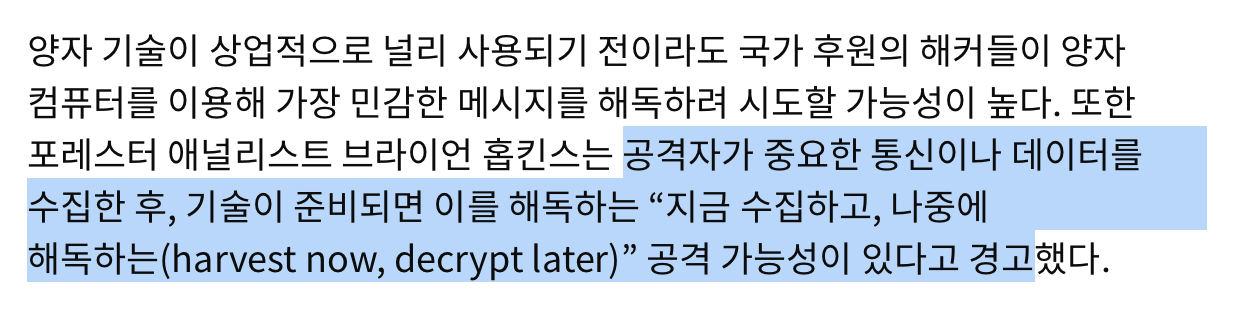 양자 기술이 상업적으로 널리 사용되기 전이라도 국가 후원의 해커들이 양자
컴퓨터를 이용해 가장 민감한 메시지를 해독하려 시도할 가능성이 높다. 또한
포레스터 애널리스트 브라이언 홉킨스는 공격자가 중요한 통신이나 데이터를
수집한 후, 기술이 준비되면 이를 해독하는 “지금 수집하고, 나중에
해독하는(harvest now, decrypt later)” 공격 가능성이 있다고 경고했다.